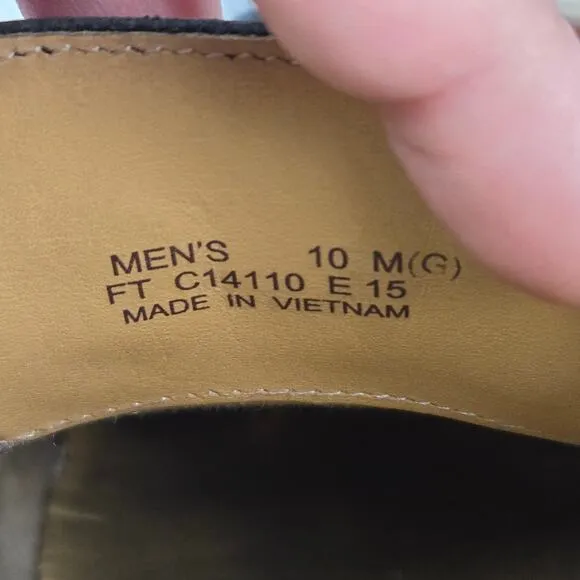 MEN'S 10 M(G)
FT C14110 E 15
MADE IN VIETNAM